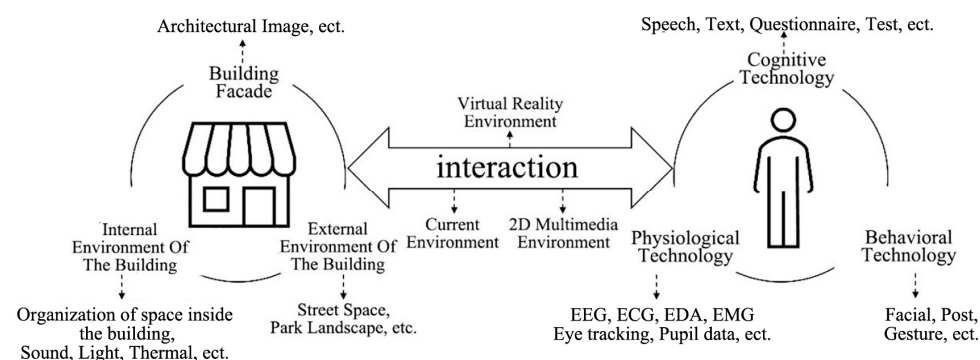 Architectural Image, ect.
Building
Facade
Internal
Environment Of
The Building
Organization of space inside
the building,
Sound, Light, Thermal, ect.
External
Environment Of
The Building
Street Space,
Park Landscape, etc.
Virtual Reality
Environment
interaction
Current
Environment
2D Multimedia
Environment
Speech, Text, Questionnaire, Test, ect.
Cognitive
Technology
Physiological
Technology
EEG, ECG, EDA, EMG
Eye tracking, Pupil data, ect.
Behavioral
Technology
Facial, Post,
Gesture, ect.